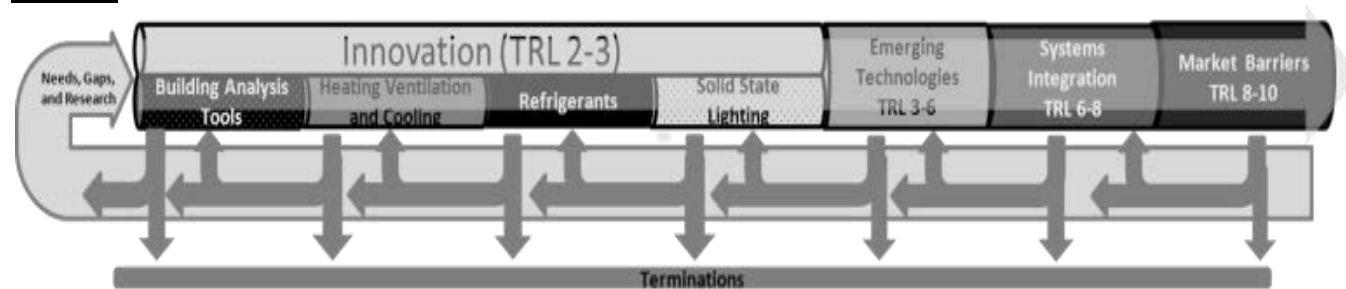 Innovation (TRL 2-3)
Needs, Gaps,
and Research
Building Analysis
Tools
Heating Ventilation
and Cooling
Refrigerants
Solid State
Lighting
Emerging
Technologies
TRL 3-6
Systems
Integration
TRL 6-8
Market Barriers
TRL 8-10
Terminations